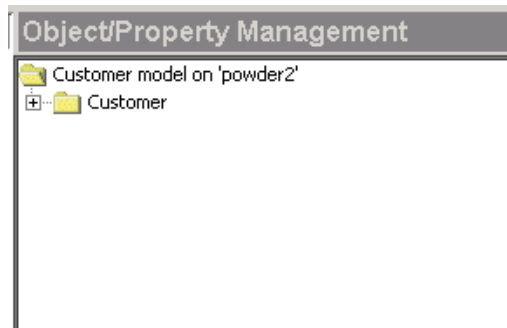 Object/Property Management
Customer model on 'powder2'
Customer